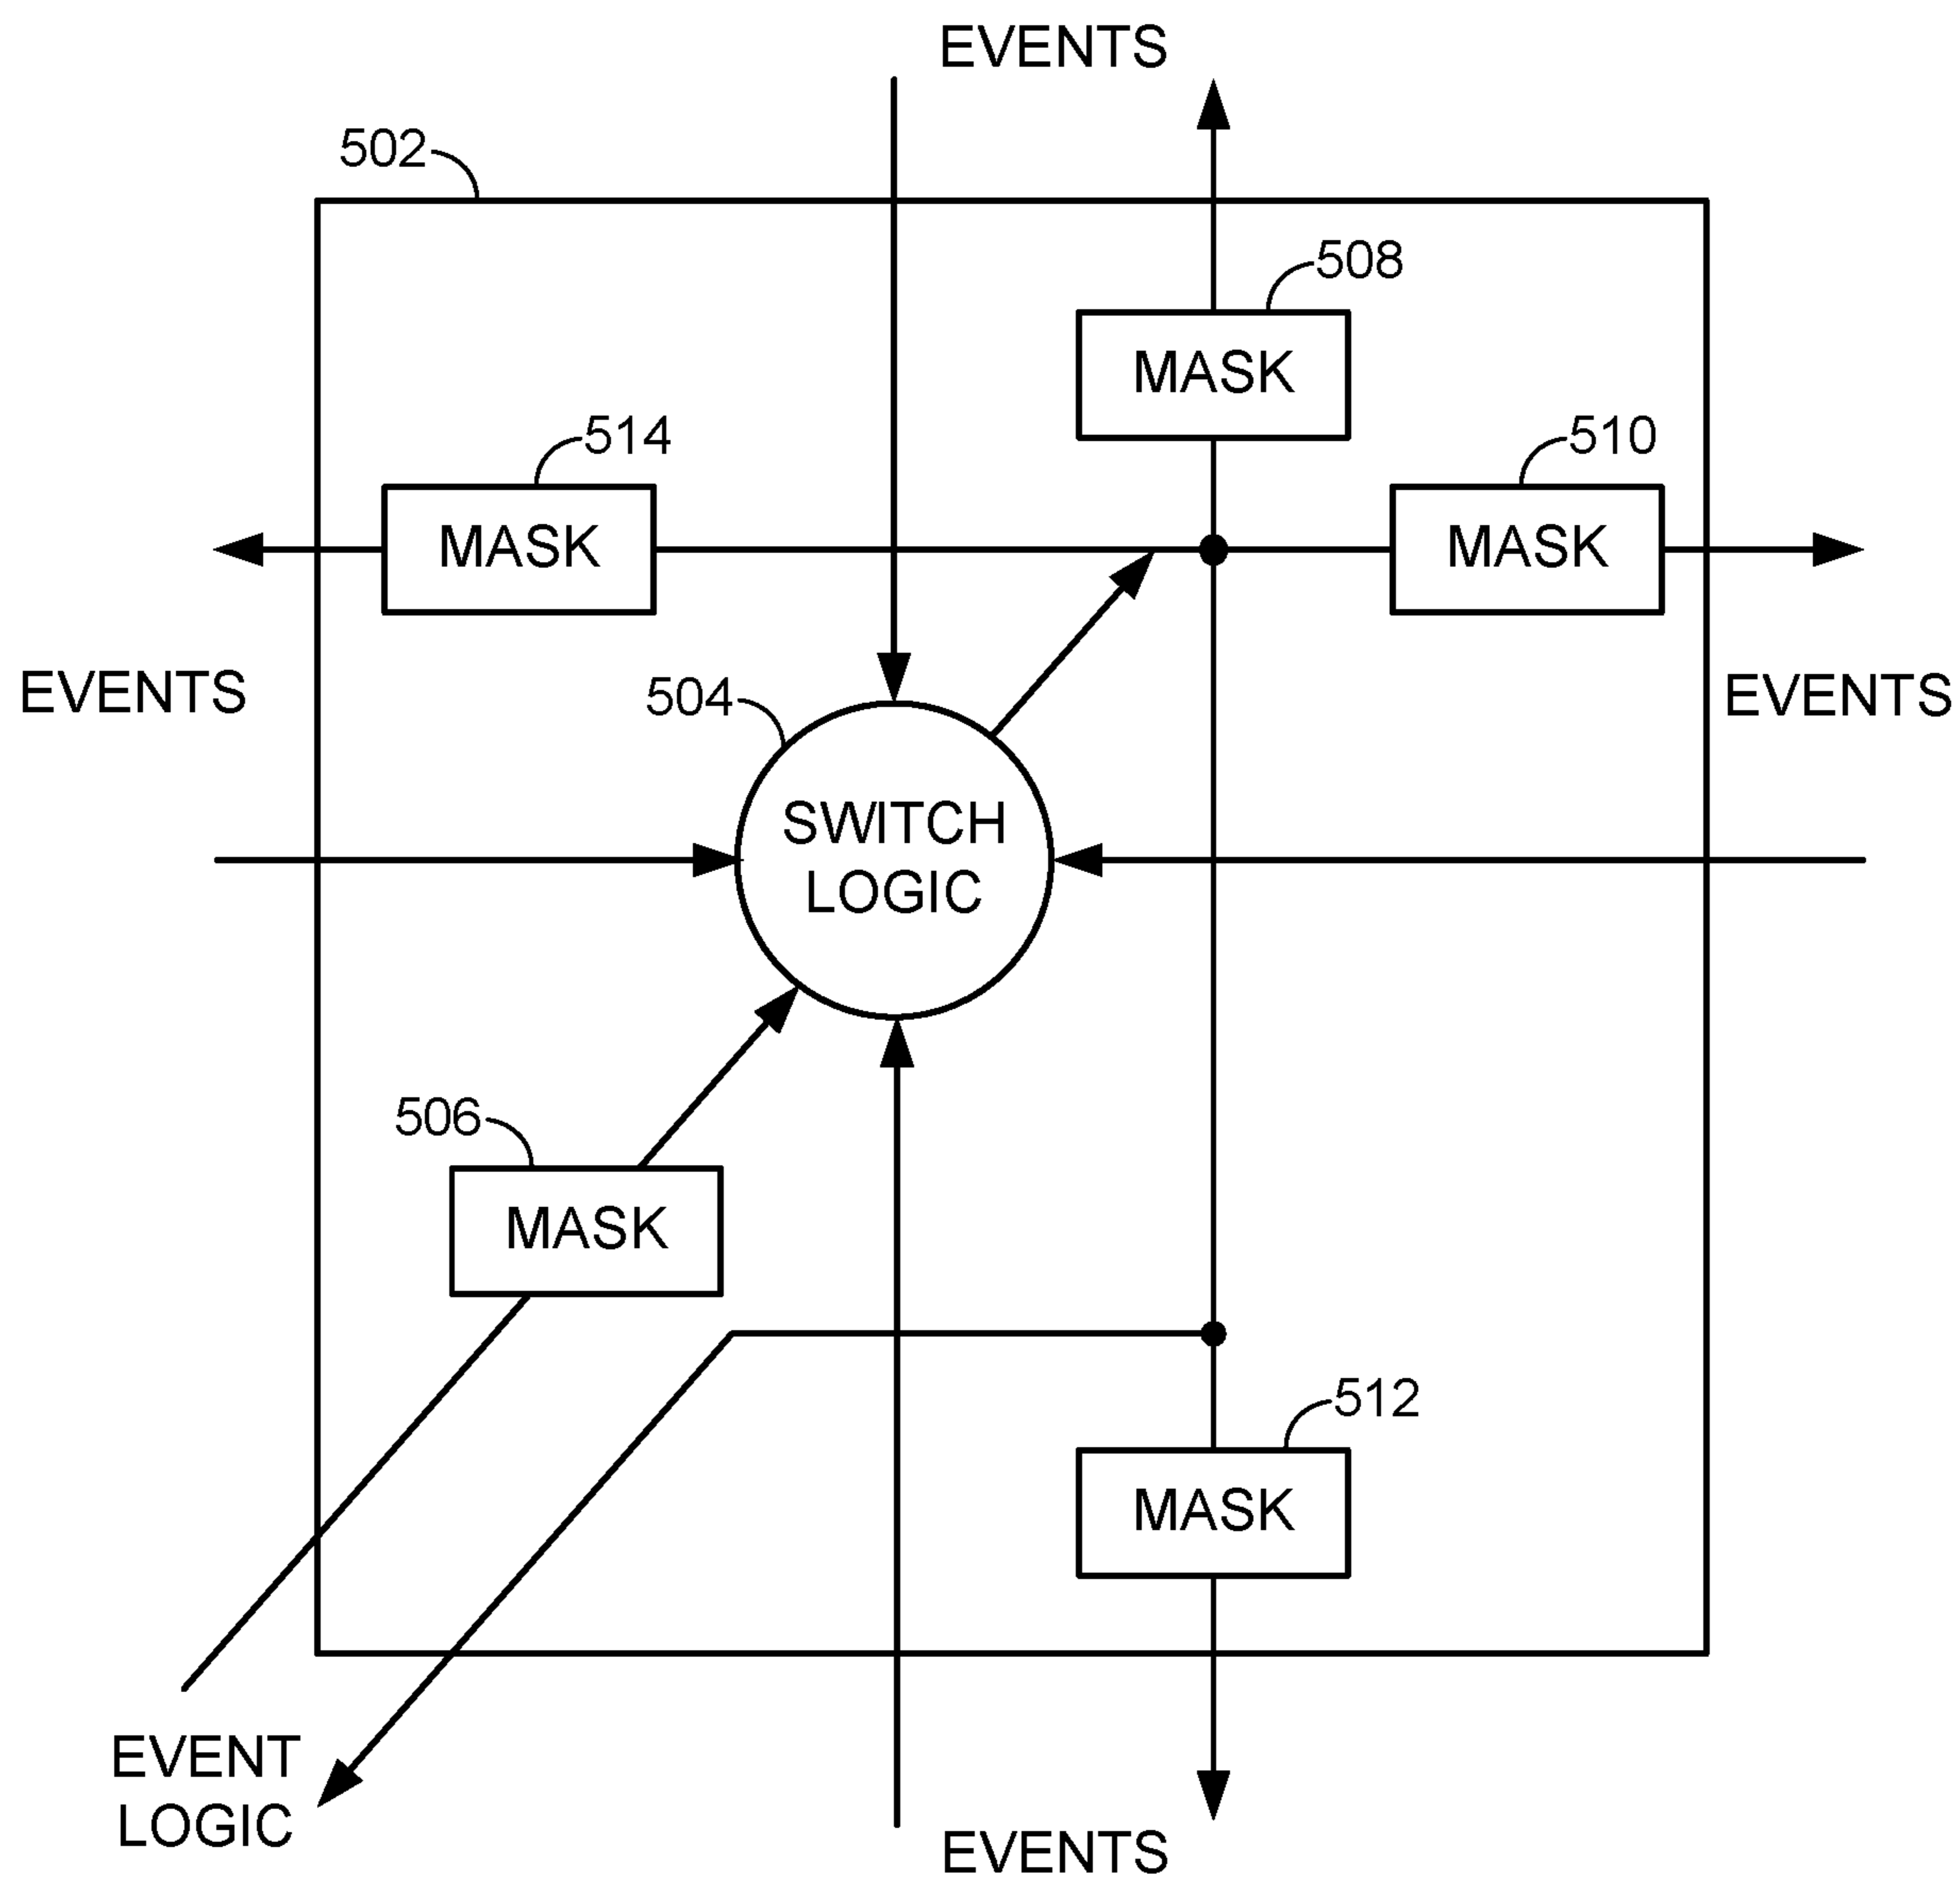 EVENTS
502
508
MASK
514
510
MASK
MASK
EVENTS
504
EVENTS
SWITCH
LOGIC
506
MASK
512
MASK
EVENT
LOGIC
EVENTS